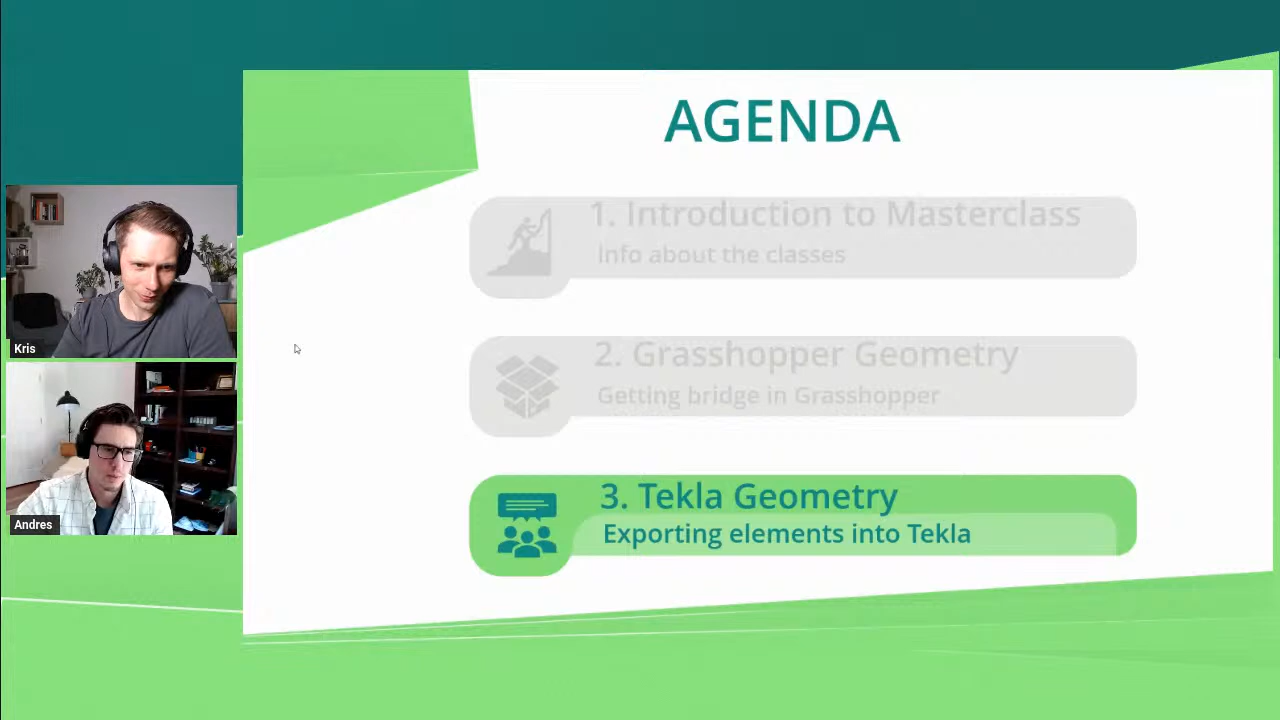 AGENDA
1. Introduction to Masterclass
Info about the classes
2. Grasshopper Geometry
Getting bridge in Grasshopper
3. Tekla Geometry
Exporting elements into Tekla
Kris
Andres